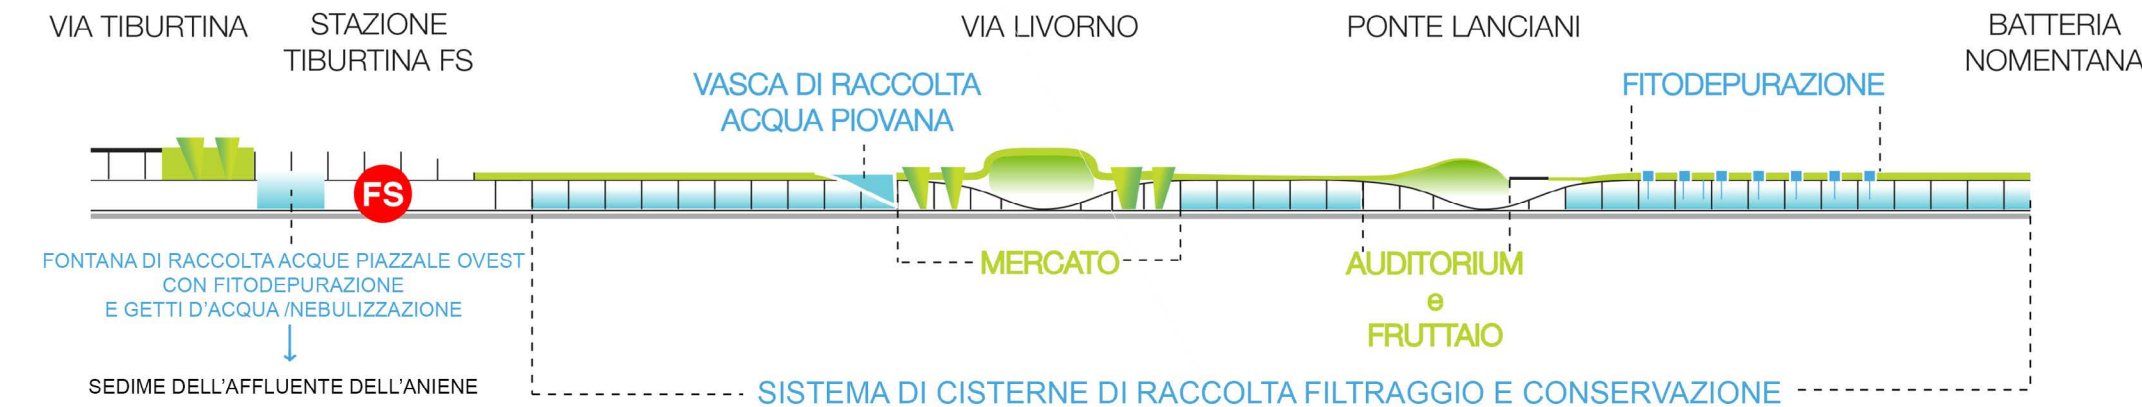 VIA TIBURTINA
STAZIONE
TIBURTINA FS
VIA LIVORNO
PONTE LANCIANI
BATTERIA
NOMENTANA
VASCA DI RACCOLTA
ACQUA PIOVANA
FITODEPURAZIONE
FS
FONTANA DI RACCOLTA ACQUE PIAZZALE OVEST
CON FITODEPURAZIONE
E GETTI D'ACQUA /NEBULIZZAZIONE
SEDIME DELL'AFFLUENTE DELL'ANIENE
MERCATO
AUDITORIUM
e
FRUTTAIO
SISTEMA DI CISTERNE DI RACCOLTA FILTRAGGIO E CONSERVAZIONE